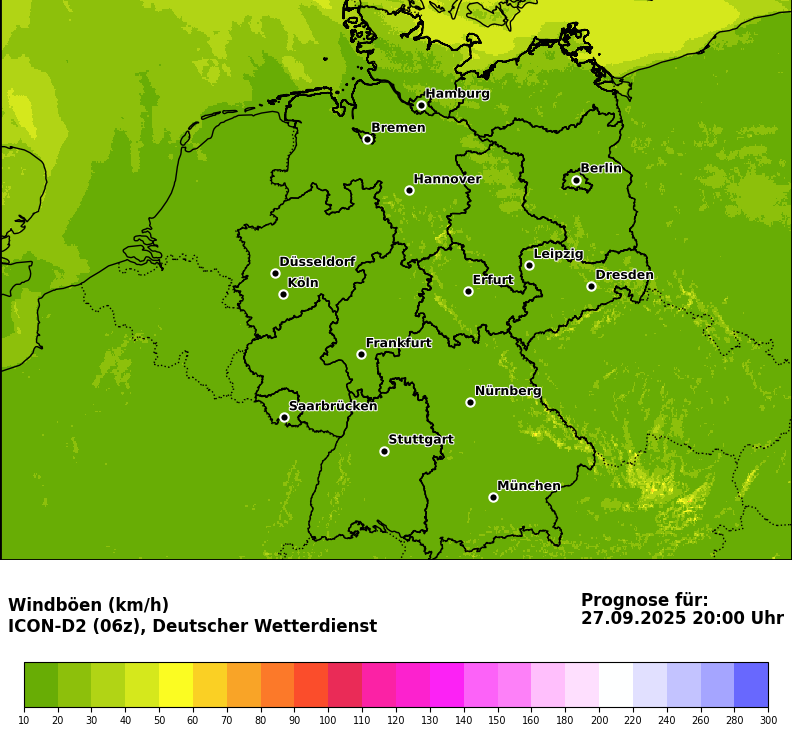 Hamburg
Bremen
Berlin
Hannover
Leipzig
Düsseldorf
Dresden
Erfurt
Köln
Frankfurt
Nürnberg
Saarbrücken
Stuttgart
München
Windböen (km/h)
ICON-D2 (06z), Deutscher Wetterdienst
Prognose für:
27.09.2025 20:00 Uhr
10 20 30 40 50 60 70 80 90 100 110 120 130 140 150 160 180 200 220 240 260 280 300